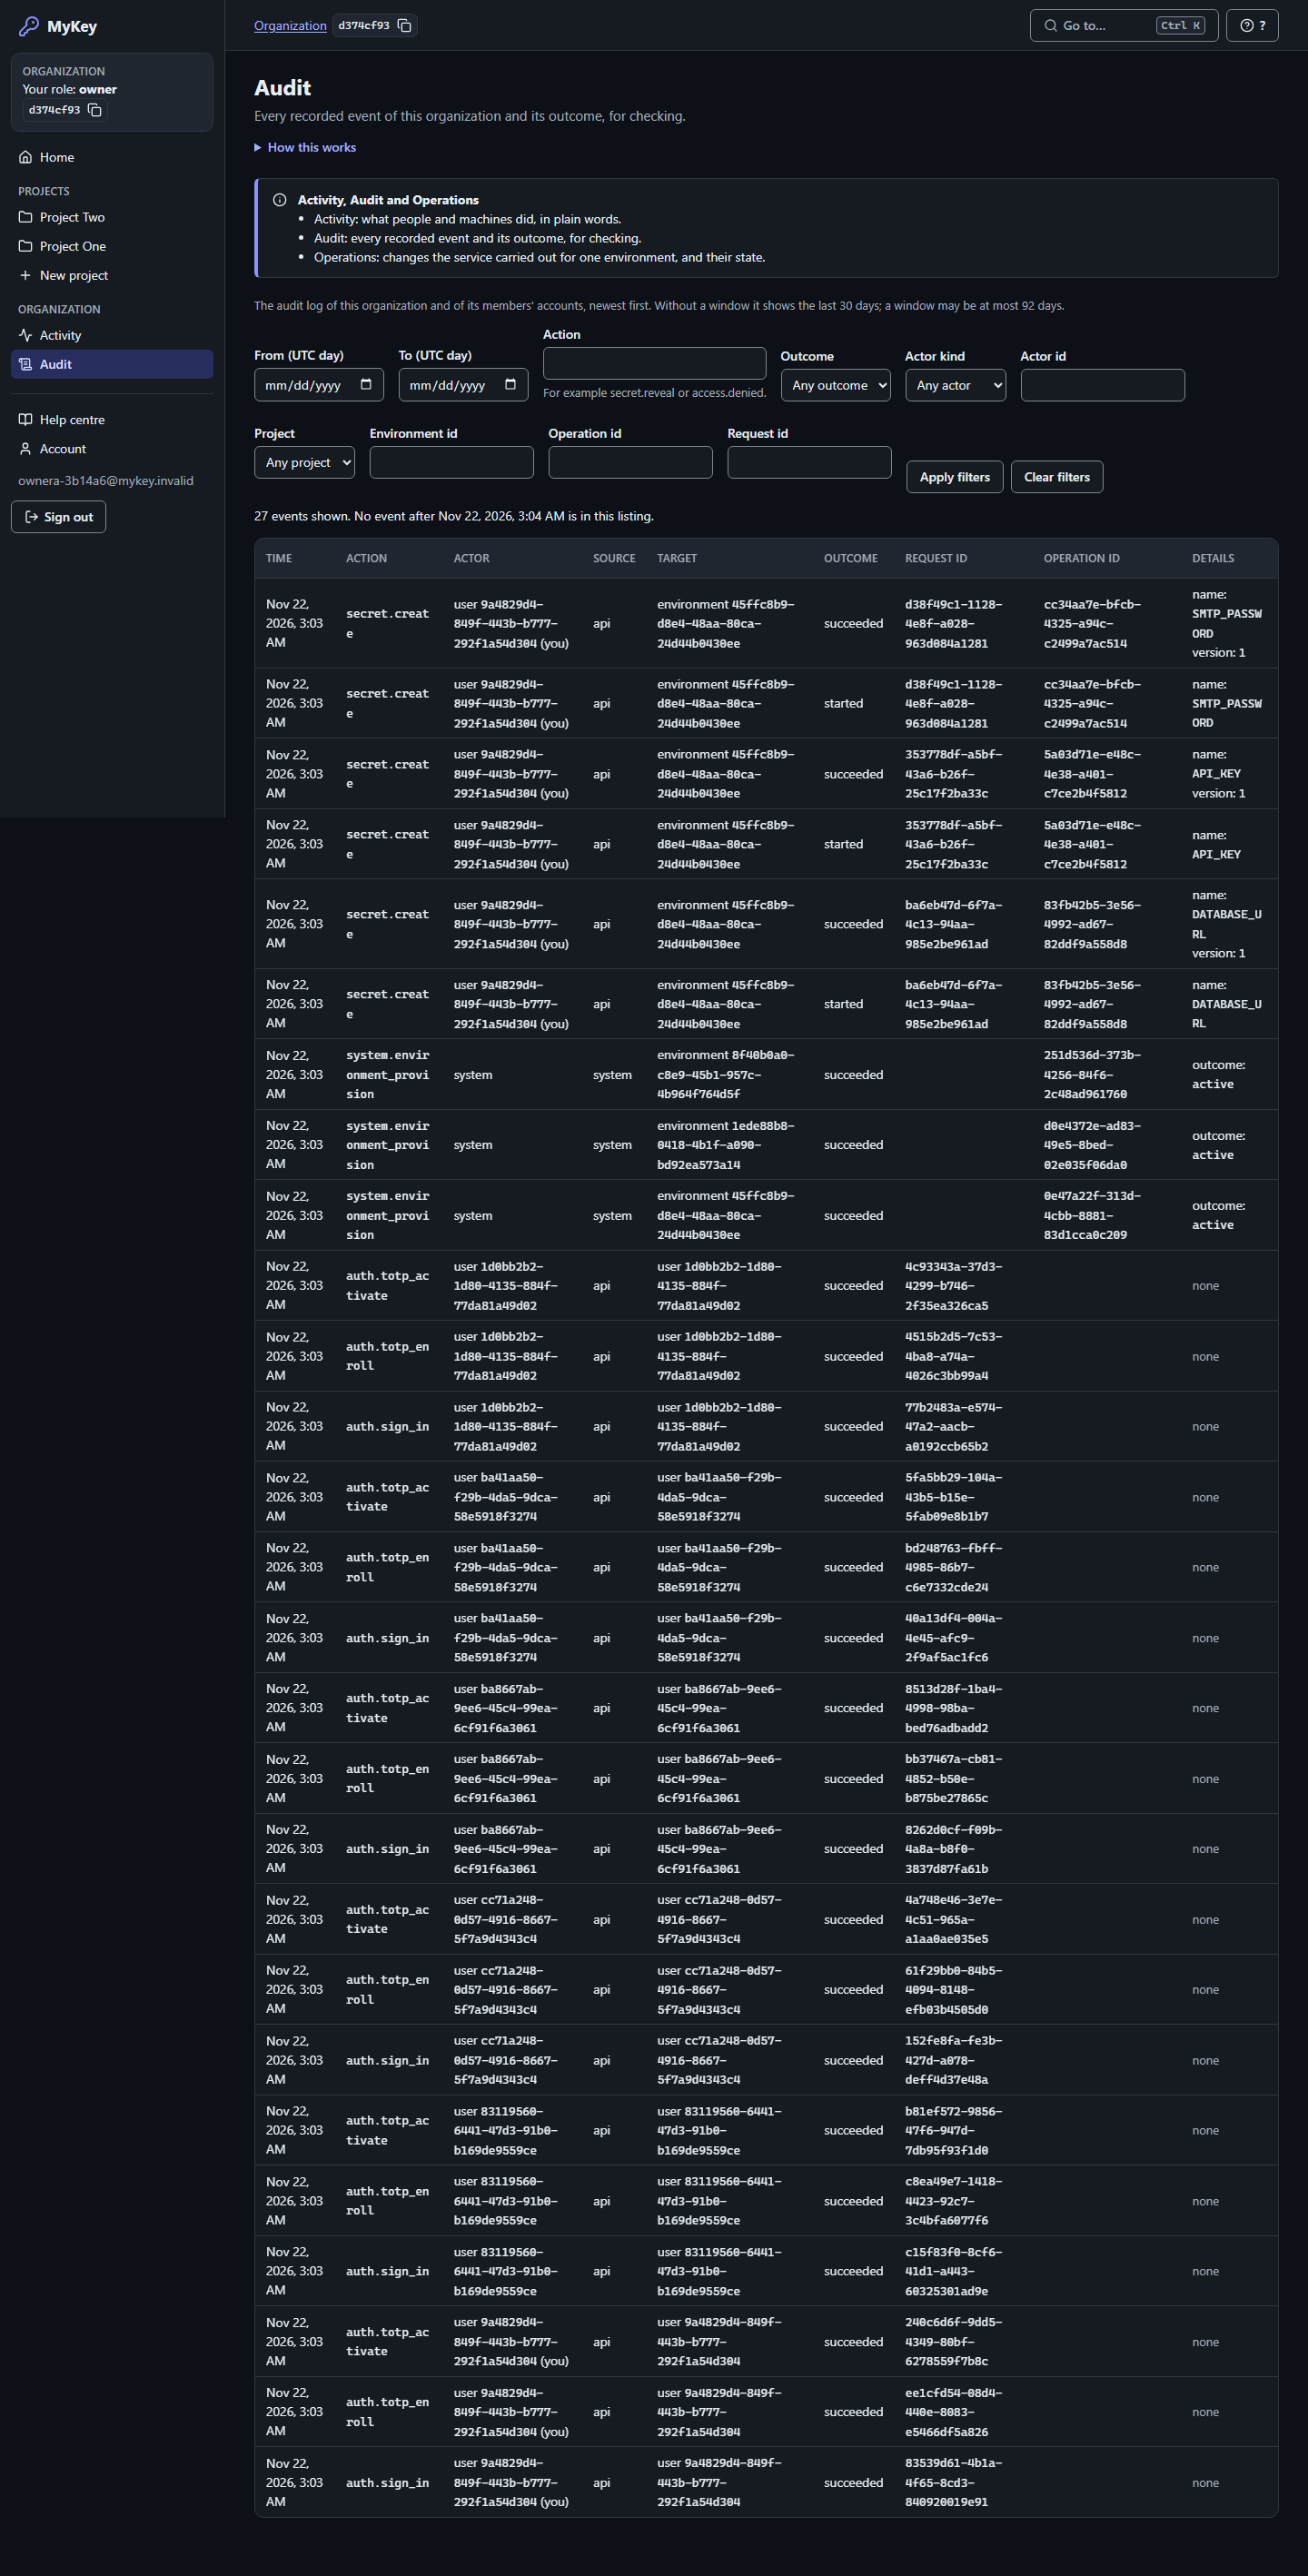 MyKey
ORGANIZATION
Your role: owner
d374cf93
Home
PROJECTS
Project Two
Project One
New project
ORGANIZATION
Activity
Audit
Help centre
Account
ownera-3b14a6@mykey.invalid
Sign out
Organization d374cf93
Go to... Ctrl K
?
Audit
Every recorded event of this organization and its outcome, for checking.
How this works
Activity, Audit and Operations
Activity: what people and machines did, in plain words.
Audit: every recorded event and its outcome, for checking.
Operations: changes the service carried out for one environment, and their state.
The audit log of this organization and of its members' accounts, newest first. Without a window it shows the last 30 days; a window may be at most 92 days.
From (UTC day) To (UTC day) Action Outcome Actor kind Actor id
mm/dd/yyyy mm/dd/yyyy Any outcome Any actor
For example secret.reveal or access.denied.
Project Environment id Operation id Request id
Any project Apply filters Clear filters
27 events shown. No event after Nov 22, 2026, 3:04 AM is in this listing.
TIME ACTION ACTOR SOURCE TARGET OUTCOME REQUEST ID OPERATION ID DETAILS
Nov 22, 2026, 3:03 AM secret.create user 9a4829d4-849f-443b-b777-292f1a54d304 (you) api environment 45ffc8b9-d8e4-48aa-80ca-24d44b0430ee succeeded d38f49c1-1128-4e8f-a028-963d084a1281 cc34aa7e-bfcb-4325-a94c-c2499a7ac514 name: SMTP_PASSWORD version: 1
Nov 22, 2026, 3:03 AM secret.create user 9a4829d4-849f-443b-b777-292f1a54d304 (you) api environment 45ffc8b9-d8e4-48aa-80ca-24d44b0430ee started d38f49c1-1128-4e8f-a028-963d084a1281 cc34aa7e-bfcb-4325-a94c-c2499a7ac514 name: SMTP_PASSWORD
Nov 22, 2026, 3:03 AM secret.create user 9a4829d4-849f-443b-b777-292f1a54d304 (you) api environment 45ffc8b9-d8e4-48aa-80ca-24d44b0430ee succeeded 353778df-a5bf-43a6-b26f-25c17f2ba33c 5a03d71e-e48c-4e38-a401-c7ce2b4f5812 name: API_KEY version: 1
Nov 22, 2026, 3:03 AM secret.create user 9a4829d4-849f-443b-b777-292f1a54d304 (you) api environment 45ffc8b9-d8e4-48aa-80ca-24d44b0430ee started 353778df-a5bf-43a6-b26f-25c17f2ba33c 5a03d71e-e48c-4e38-a401-c7ce2b4f5812 name: API_KEY
Nov 22, 2026, 3:03 AM secret.create user 9a4829d4-849f-443b-b777-292f1a54d304 (you) api environment 45ffc8b9-d8e4-48aa-80ca-24d44b0430ee succeeded ba6eb47d-6f7a-4c13-94aa-985e2be961ad 83fb42b5-3e56-4992-ad67-82ddf9a558d8 name: DATABASE_URL version: 1
Nov 22, 2026, 3:03 AM secret.create user 9a4829d4-849f-443b-b777-292f1a54d304 (you) api environment 45ffc8b9-d8e4-48aa-80ca-24d44b0430ee started ba6eb47d-6f7a-4c13-94aa-985e2be961ad 83fb42b5-3e56-4992-ad67-82ddf9a558d8 name: DATABASE_URL
Nov 22, 2026, 3:03 AM system.environment_provision system system environment 8f40b0a0-c8e9-45b1-957c-4b964f764d5f succeeded 251d536d-373b-4256-84f6-2c48ad961760 outcome: active
Nov 22, 2026, 3:03 AM system.environment_provision system system environment 1ede88b8-0418-4b1f-a090-bd92ea573a14 succeeded d0e4372e-ad83-49e5-8bed-02e035f06da0 outcome: active
Nov 22, 2026, 3:03 AM system.environment_provision system system environment 45ffc8b9-d8e4-48aa-80ca-24d44b0430ee succeeded 0e47a22f-313d-4cbb-8881-83d1cca0c209 outcome: active
Nov 22, 2026, 3:03 AM auth.totp_activate user 1d0bb2b2-1d80-4135-884f-77da81a49d02 api user 1d0bb2b2-1d80-4135-884f-77da81a49d02 succeeded 4c93343a-37d3-4299-b746-2f35ea326ca5 none
Nov 22, 2026, 3:03 AM auth.totp_enroll user 1d0bb2b2-1d80-4135-884f-77da81a49d02 api user 1d0bb2b2-1d80-4135-884f-77da81a49d02 succeeded 4515b2d5-7c53-4ba8-a74a-4026c3bb99a4 none
Nov 22, 2026, 3:03 AM auth.sign_in user 1d0bb2b2-1d80-4135-884f-77da81a49d02 api user 1d0bb2b2-1d80-4135-884f-77da81a49d02 succeeded 77b2483a-e574-47a2-aacb-a0192ccb65b2 none
Nov 22, 2026, 3:03 AM auth.totp_activate user ba41aa50-f29b-4da5-9dca-58e5918f3274 api user ba41aa50-f29b-4da5-9dca-58e5918f3274 succeeded 5fa5bb29-104a-43b5-b15e-5fab09e8b1b7 none
Nov 22, 2026, 3:03 AM auth.totp_enroll user ba41aa50-f29b-4da5-9dca-58e5918f3274 api user ba41aa50-f29b-4da5-9dca-58e5918f3274 succeeded bd248763-fbff-4985-86b7-c6e7332cde24 none
Nov 22, 2026, 3:03 AM auth.sign_in user ba41aa50-f29b-4da5-9dca-58e5918f3274 api user ba41aa50-f29b-4da5-9dca-58e5918f3274 succeeded 40a13df4-004a-4e45-afc9-2f9af5ac1fc6 none
Nov 22, 2026, 3:03 AM auth.totp_activate user ba8667ab-9ee6-45c4-99ea-6cf91f6a3061 api user ba8667ab-9ee6-45c4-99ea-6cf91f6a3061 succeeded 8513d28f-1ba4-4998-98ba-bed76adbadd2 none
Nov 22, 2026, 3:03 AM auth.totp_enroll user ba8667ab-9ee6-45c4-99ea-6cf91f6a3061 api user ba8667ab-9ee6-45c4-99ea-6cf91f6a3061 succeeded bb37467a-cb81-4852-b50e-b875be27865c none
Nov 22, 2026, 3:03 AM auth.sign_in user ba8667ab-9ee6-45c4-99ea-6cf91f6a3061 api user ba8667ab-9ee6-45c4-99ea-6cf91f6a3061 succeeded 8262d0cf-f09b-4a8a-b8f0-3837d87fa61b none
Nov 22, 2026, 3:03 AM auth.totp_activate user cc71a248-0d57-4916-8667-5f7a9d4343c4 api user cc71a248-0d57-4916-8667-5f7a9d4343c4 succeeded 4a748e46-3e7e-4c51-965a-a1aa0ae035e5 none
Nov 22, 2026, 3:03 AM auth.totp_enroll user cc71a248-0d57-4916-8667-5f7a9d4343c4 api user cc71a248-0d57-4916-8667-5f7a9d4343c4 succeeded 61f29bb0-84b5-4094-8148-efb03b4505d0 none
Nov 22, 2026, 3:03 AM auth.sign_in user cc71a248-0d57-4916-8667-5f7a9d4343c4 api user cc71a248-0d57-4916-8667-5f7a9d4343c4 succeeded 152fe8fa-fe3b-427d-a078-deff4d37e48a none
Nov 22, 2026, 3:03 AM auth.totp_activate user 83119560-6441-47d3-91b0-b169de9559ce api user 83119560-6441-47d3-91b0-b169de9559ce succeeded b81ef572-9856-47f6-947d-7db95f93f1d0 none
Nov 22, 2026, 3:03 AM auth.totp_enroll user 83119560-6441-47d3-91b0-b169de9559ce api user 83119560-6441-47d3-91b0-b169de9559ce succeeded c8ea49e7-1418-4423-92c7-3c4bfa6077f6 none
Nov 22, 2026, 3:03 AM auth.sign_in user 83119560-6441-47d3-91b0-b169de9559ce api user 83119560-6441-47d3-91b0-b169de9559ce succeeded c15f83f0-8cf6-41d1-a443-60325301ad9e none
Nov 22, 2026, 3:03 AM auth.totp_activate user 9a4829d4-849f-443b-b777-292f1a54d304 (you) api user 9a4829d4-849f-443b-b777-292f1a54d304 succeeded 240c6d6f-9dd5-4349-80bf-6278559f7b8c none
Nov 22, 2026, 3:03 AM auth.totp_enroll user 9a4829d4-849f-443b-b777-292f1a54d304 (you) api user 9a4829d4-849f-443b-b777-292f1a54d304 succeeded ee1cfd54-08d4-440e-8083-e5466df5a826 none
Nov 22, 2026, 3:03 AM auth.sign_in user 9a4829d4-849f-443b-b777-292f1a54d304 (you) api user 9a4829d4-849f-443b-b777-292f1a54d304 succeeded 83539d61-4b1a-4f65-8cd3-840920019e91 none